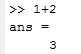 >> 1+2
ans =
3